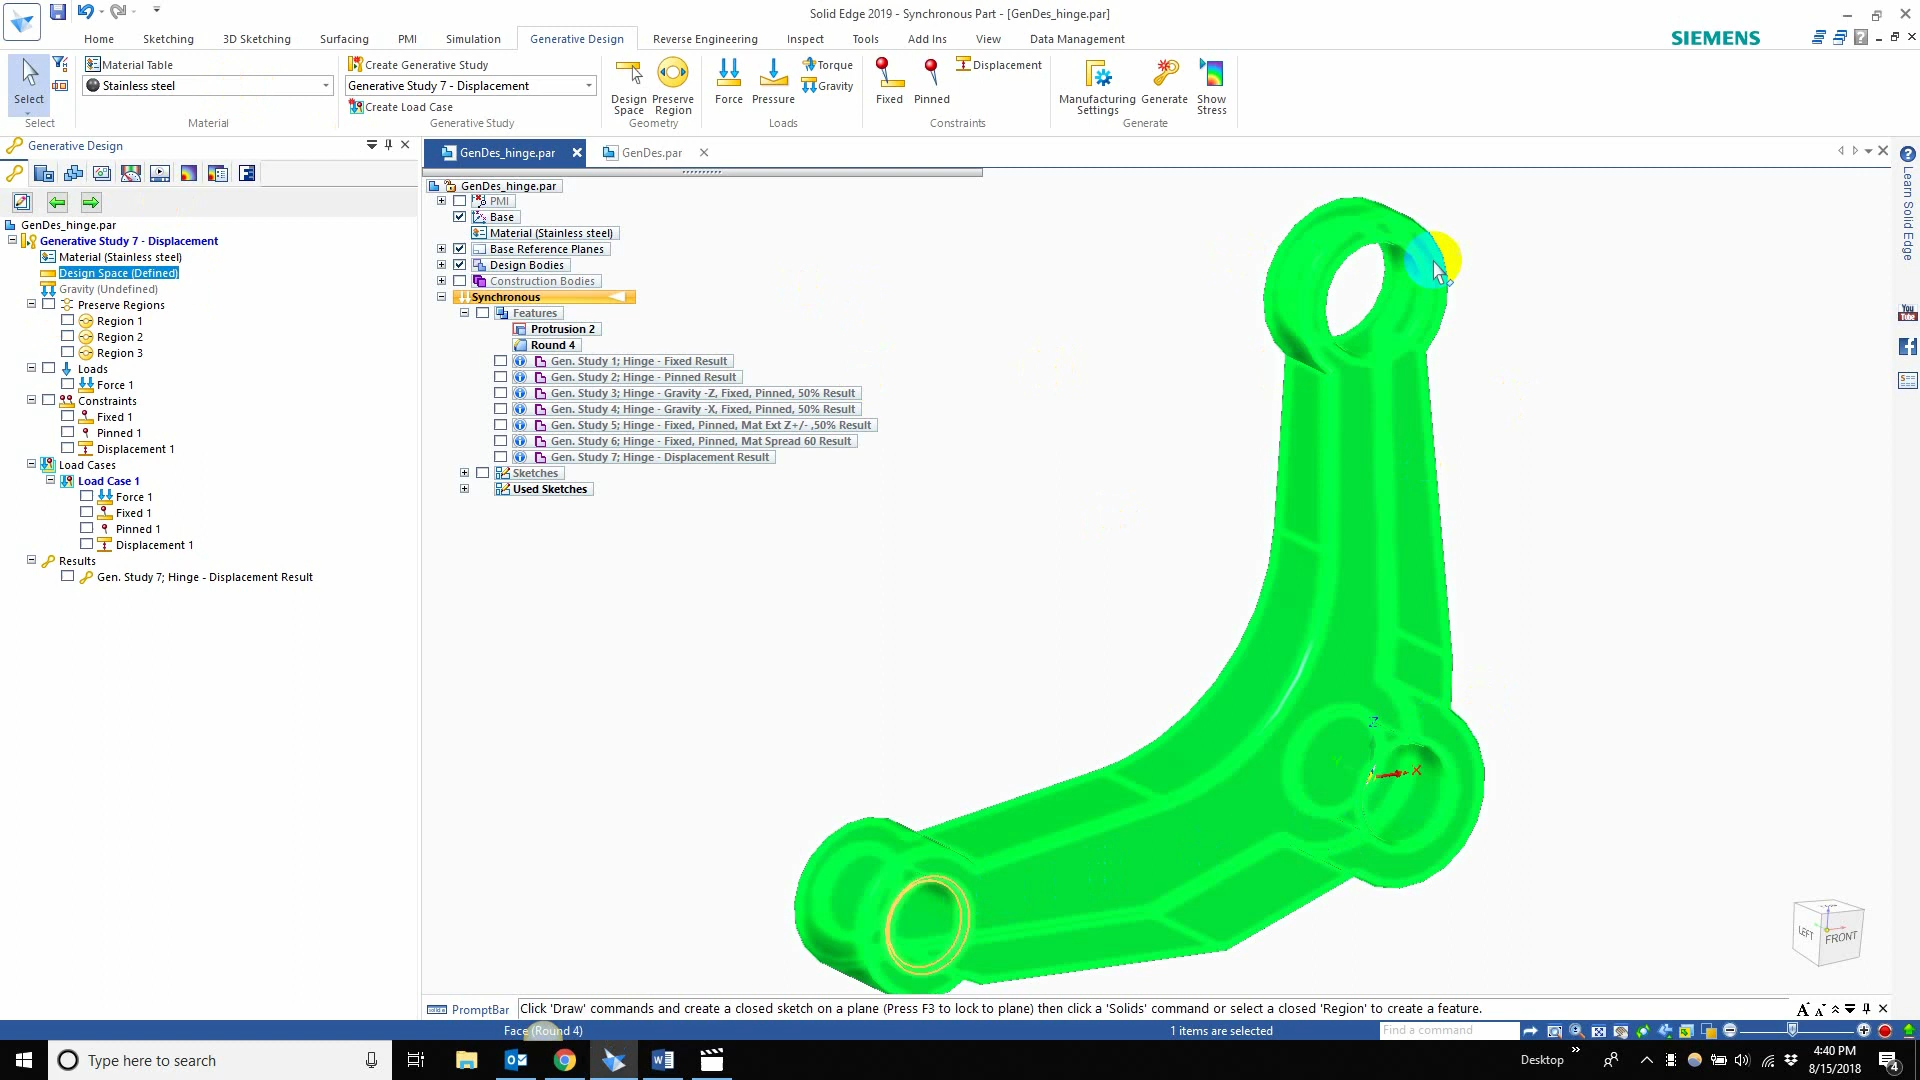 Solid Edge 2019 - Synchronous Part - [GenDes_hinge.par]
Home Sketching 3D Sketching Surfacing PMI Simulation Generative Design Reverse Engineering Inspect Tools Add Ins View Data Management
SIEMENS
Material Table
Stainless steel
Select
Select
Material
Create Generative Study
Generative Study 7 - Displacement
Create Load Case
Generative Study
Design Space
Preserve Region
Geometry
Force
Pressure
Torque
Gravity
Loads
Fixed
Pinned
Displacement
Constraints
Manufacturing Settings
Generate
Show Stress
Generate
Generative Design
GenDes_hinge.par
Generative Study 7 - Displacement
Material (Stainless steel)
Design Space (Defined)
Gravity (Undefined)
Preserve Regions
Region 1
Region 2
Region 3
Loads
Force 1
Constraints
Fixed 1
Pinned 1
Displacement 1
Load Cases
Load Case 1
Force 1
Fixed 1
Pinned 1
Displacement 1
Results
Gen. Study 7; Hinge - Displacement Result
GenDes_hinge.par
GenDes.par
GenDes_hinge.par
PMI
Base
Material (Stainless steel)
Base Reference Planes
Design Bodies
Construction Bodies
Synchronous
Features
Protrusion 2
Round 4
Gen. Study 1; Hinge - Fixed Result
Gen. Study 2; Hinge - Pinned Result
Gen. Study 3; Hinge - Gravity -Z, Fixed, Pinned, 50% Result
Gen. Study 4; Hinge - Gravity -X, Fixed, Pinned, 50% Result
Gen. Study 5; Hinge - Fixed, Pinned, Mat Ext Z+/- ,50% Result
Gen. Study 6; Hinge - Fixed, Pinned, Mat Spread 60 Result
Gen. Study 7; Hinge - Displacement Result
Sketches
Used Sketches
Z
Y
X
LEFT
FRONT
Learn Solid Edge
You Tube
PromptBar
Click 'Draw' commands and create a closed sketch on a plane (Press F3 to lock to plane) then click a 'Solids' command or select a closed 'Region' to create a feature.
Face (Round 4)
1 items are selected
Find a command
Type here to search
Desktop
4:40 PM
8/15/2018
4